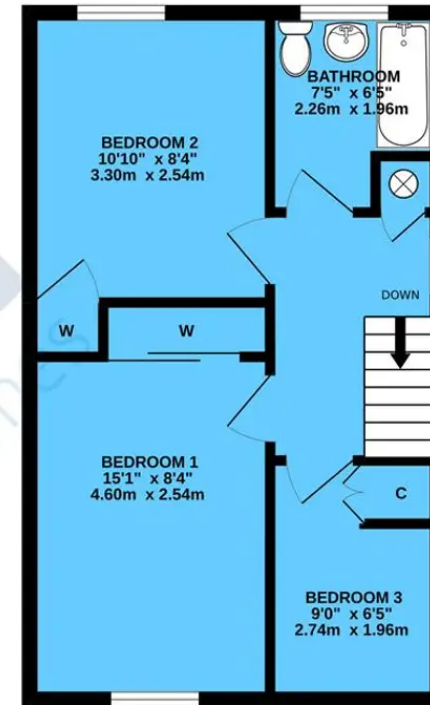 BATHROOM
7'5" x 6'5"
2.26m x 1.96m
BEDROOM 2
10'10" x 8'4"
3.30m x 2.54m
DOWN
W
W
BEDROOM 1
15'1" x 8'4"
4.60m x 2.54m
C
BEDROOM 3
9'0" x 6'5"
2.74m x 1.96m